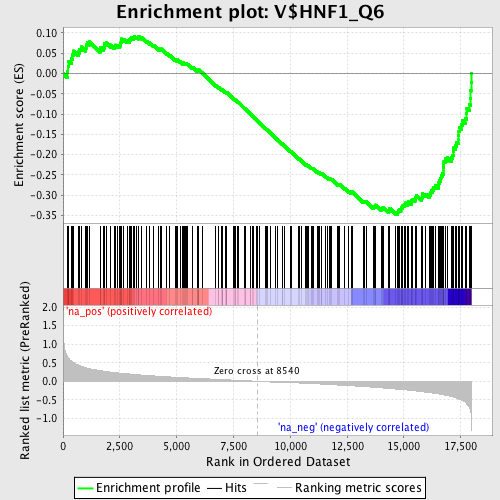 Enrichment plot: V$HNF1_Q6
Enrichment score (ES)
0.10
0.05
0.00
-0.05
-0.10
-0.15
-0.20
-0.25
-0.30
-0.35
'na_pos' (positively correlated)
Ranked list metric (PreRanked)
2.0
1.5
1.0
0.5
0.0
-0.5
-1.0
Zero cross at 8540
'na_neg' (negatively correlated)
0
2,500
5,000
7,500
10,000
12,500
15,000
17,500
Rank in Ordered Dataset
Enrichment profile
Hits
Ranking metric scores